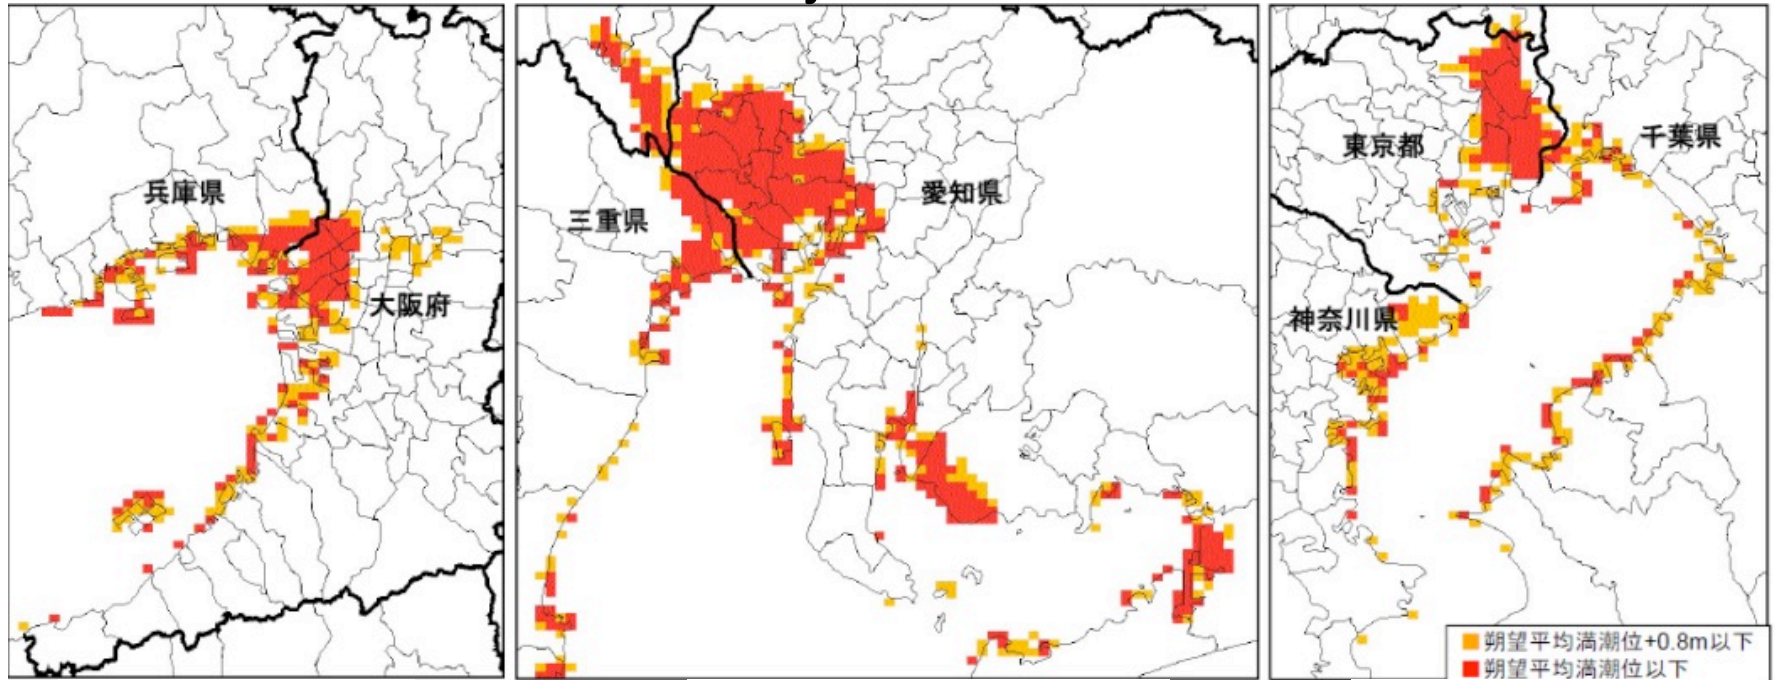 兵庫県
大阪府
三重県
愛知県
東京都
千葉県
神奈川県
朔望平均満潮位+0.8m以下
朔望平均満潮位以下